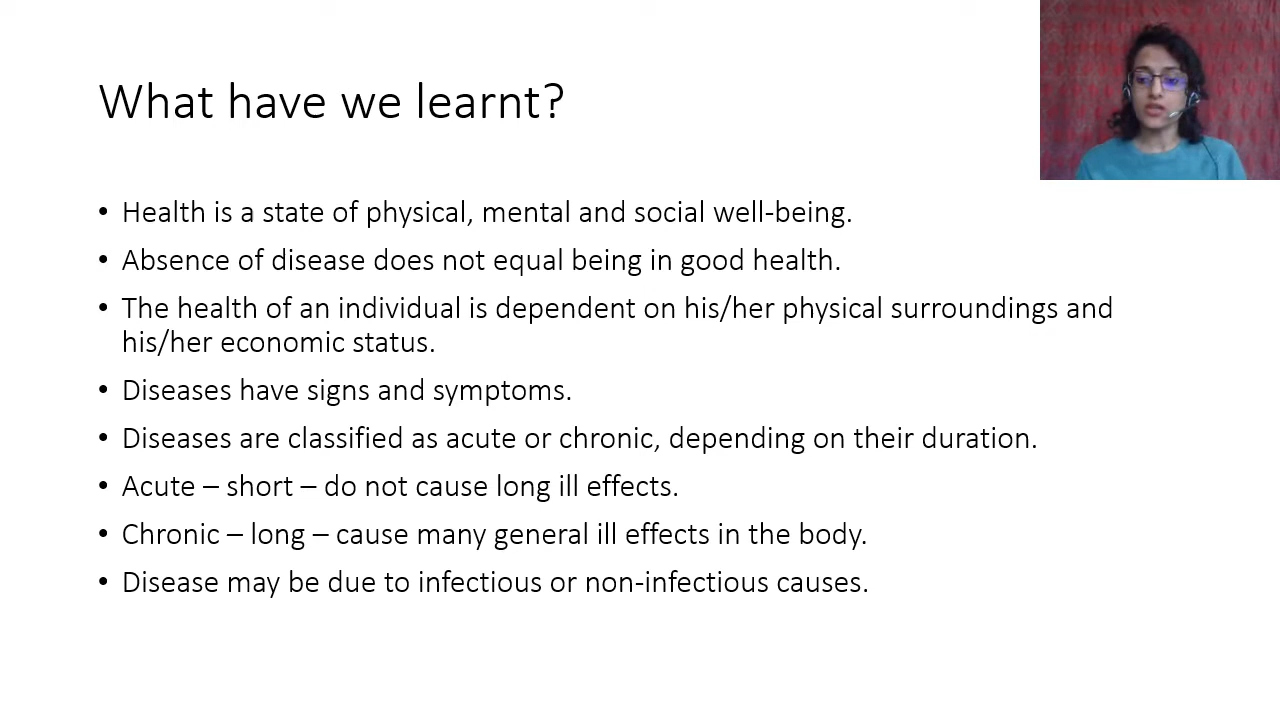 What have we learnt?
• Health is a state of physical, mental and social well-being.
• Absence of disease does not equal being in good health.
• The health of an individual is dependent on his/her physical surroundings and
his/her economic status.
• Diseases have signs and symptoms.
• Diseases are classified as acute or chronic, depending on their duration.
• Acute – short – do not cause long ill effects.
• Chronic – long – cause many general ill effects in the body.
• Disease may be due to infectious or non-infectious causes.